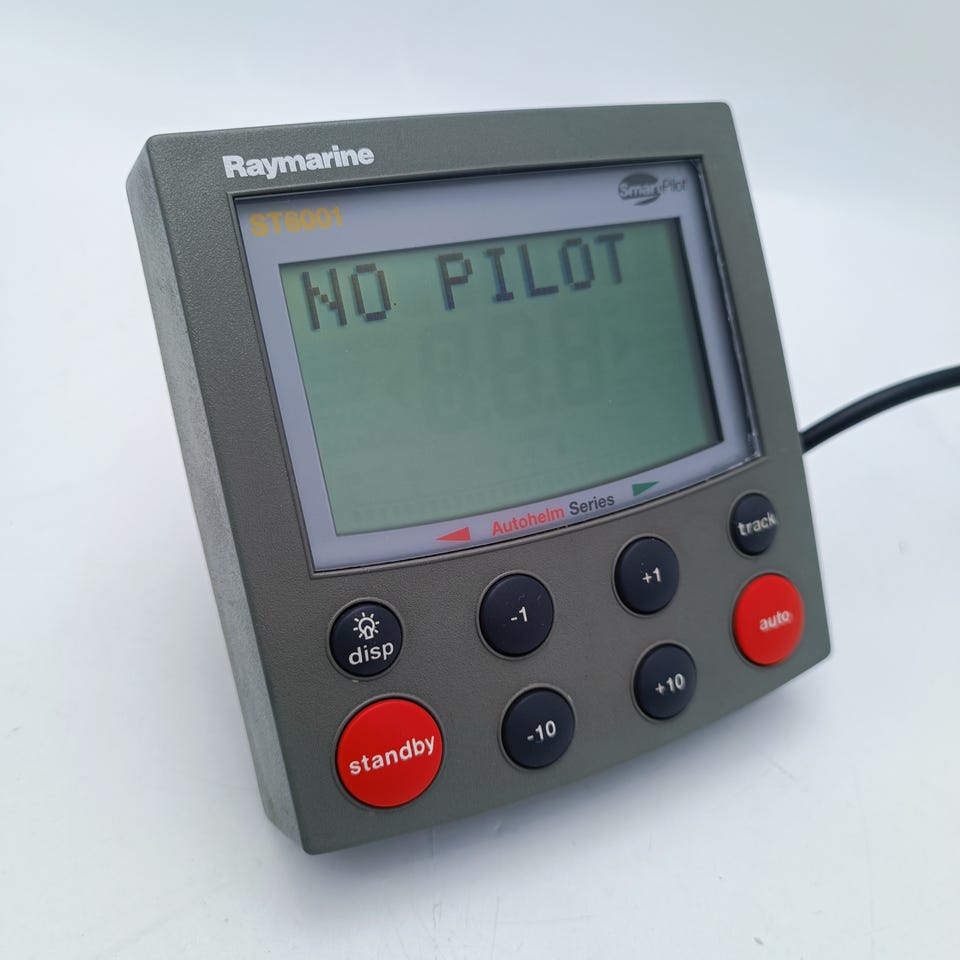 Raymarine
ST6001
SmartPilot
NO PILOT
Autohelm Series
track
disp
-1
+1
auto
standby
-10
+10